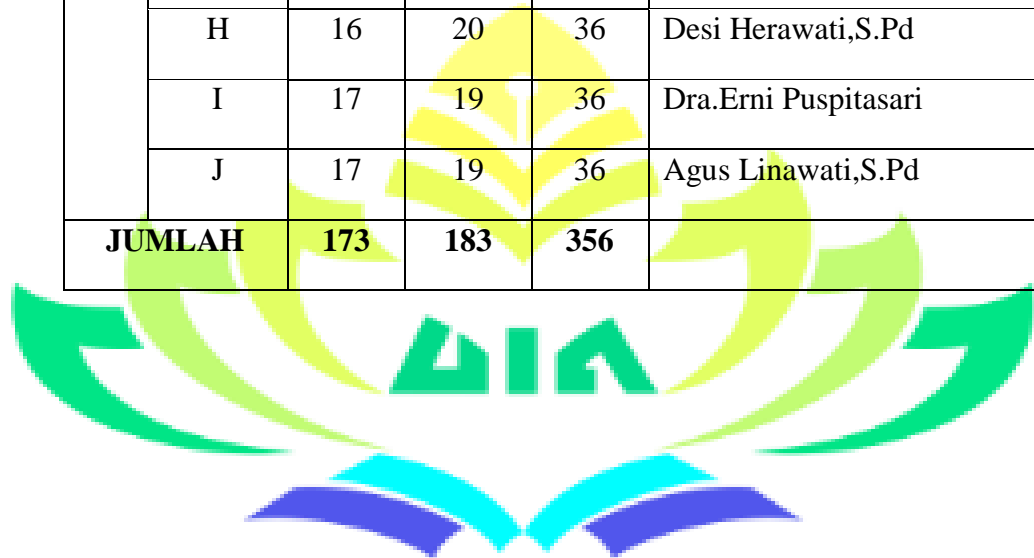 H 16 20 36 Desi Herawati,S.Pd
I 17 19 36 Dra.Erni Puspitasari
J 17 19 36 Agus Linawati,S.Pd
JUMLAH 173 183 356
UIN